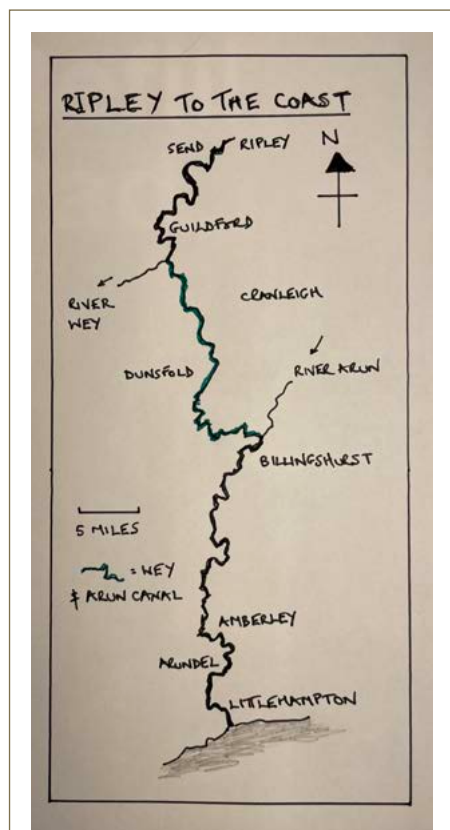 RIPLEY TO THE COAST
N
SEND
RIPLEY
GUILDFORD
RIVER
WEY
CRANLEIGH
DUNSFOLD
RIVER ARUN
BILLINGSHURST
5 MILES
= WEY
& ARUN CANAL
AMBERLEY
ARUNDEL
LITTLEHAMPTON